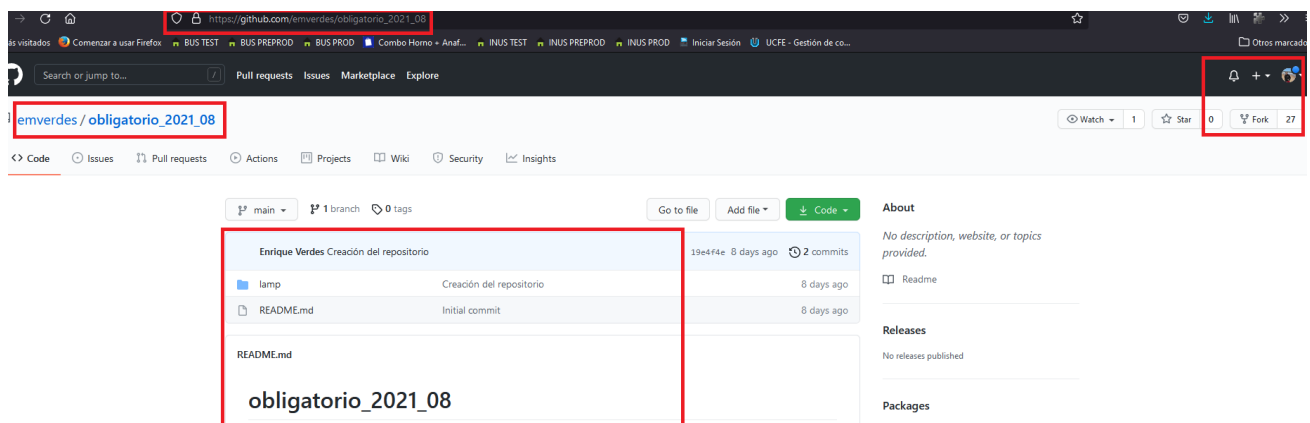 https://github.com/emverdes/obligatorio_2021_08
ás visitados Comenzar a usar Firefox BUS TEST BUS PREPROD BUS PROD Combo Horno + Anaf... INUS TEST INUS PREPROD INUS PROD Iniciar Sesión UCFE - Gestión de co... Otros marcado
Search or jump to... / Pull requests Issues Marketplace Explore
emverdes / obligatorio_2021_08 Watch 1 Star 0 Fork 27
Code Issues Pull requests Actions Projects Wiki Security Insights
main 1 branch 0 tags Go to file Add file Code About
Enrique Verdes Creación del repositorio 19e4f4e 8 days ago 2 commits No description, website, or topics
provided.
lamp Creación del repositorio 8 days ago Readme
README.md Initial commit 8 days ago
Releases
README.md No releases published
obligatorio_2021_08 Packages